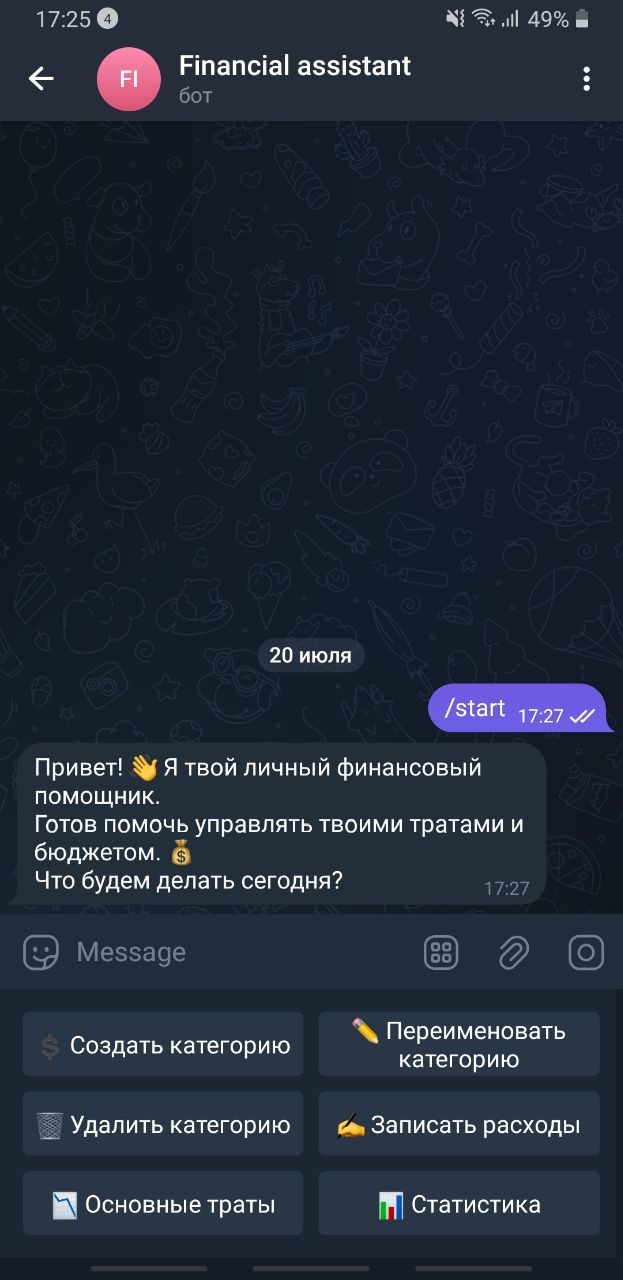 17:25 4 49%
FI
Financial assistant
бот
20 июля
/start 17:27
Привет! 👋 Я твой личный финансовый
помощник.
Готов помочь управлять твоими тратами и
бюджетом. 💰
Что будем делать сегодня? 17:27
Message
💲 Создать категорию
✏️ Переименовать
категорию
🗑 Удалить категорию
✍️ Записать расходы
📉 Основные траты
📊 Статистика